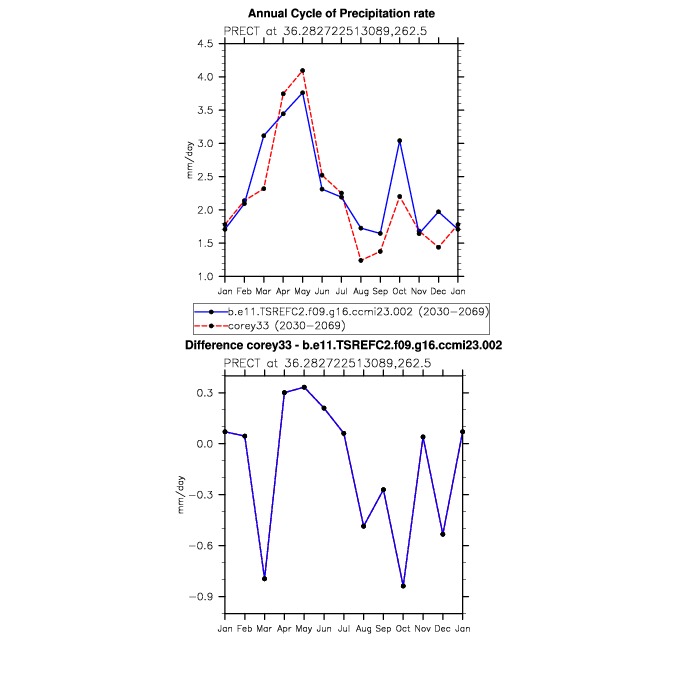 Annual Cycle of Precipitation rate
PRECT at 36.282722513089,262.5
4.5
4.0
3.5
3.0
2.5
2.0
1.5
1.0
mm/day
Jan Feb Mar Apr May Jun Jul Aug Sep Oct Nov Dec Jan
b.e11.TSREFC2.f09.g16.ccmi23.002 (2030-2069)
corey33 (2030-2069)
Difference corey33 - b.e11.TSREFC2.f09.g16.ccmi23.002
PRECT at 36.282722513089,262.5
0.3
0.0
-0.3
-0.6
-0.9
mm/day
Jan Feb Mar Apr May Jun Jul Aug Sep Oct Nov Dec Jan